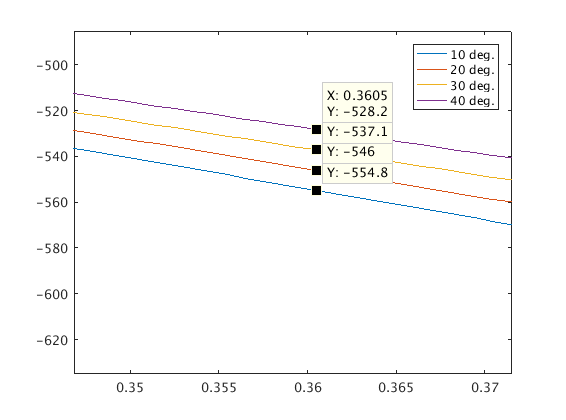 -500
-520
-540
-560
-580
-600
-620
0.35
0.355
0.36
0.365
0.37
10 deg.
20 deg.
30 deg.
40 deg.
X: 0.3605
Y: -528.2
Y: -537.1
Y: -546
Y: -554.8